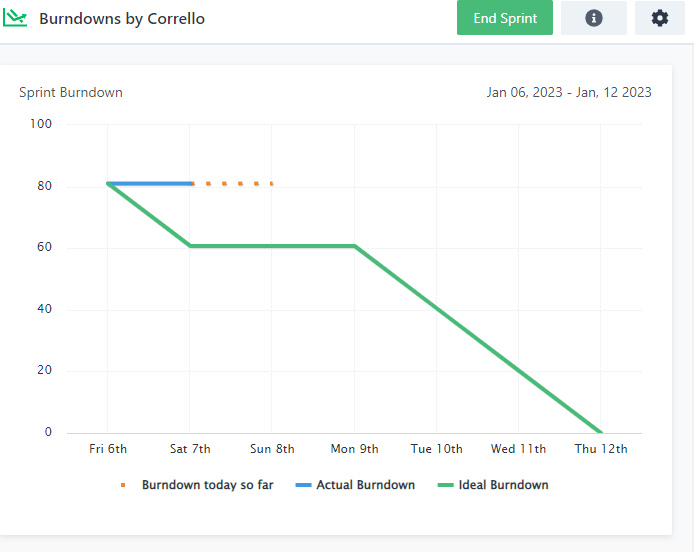 Burndowns by Corrello
End Sprint
Sprint Burndown
Jan 06, 2023 - Jan, 12 2023
100
80
60
40
20
0
Fri 6th Sat 7th Sun 8th Mon 9th Tue 10th Wed 11th Thu 12th
Burndown today so far Actual Burndown Ideal Burndown